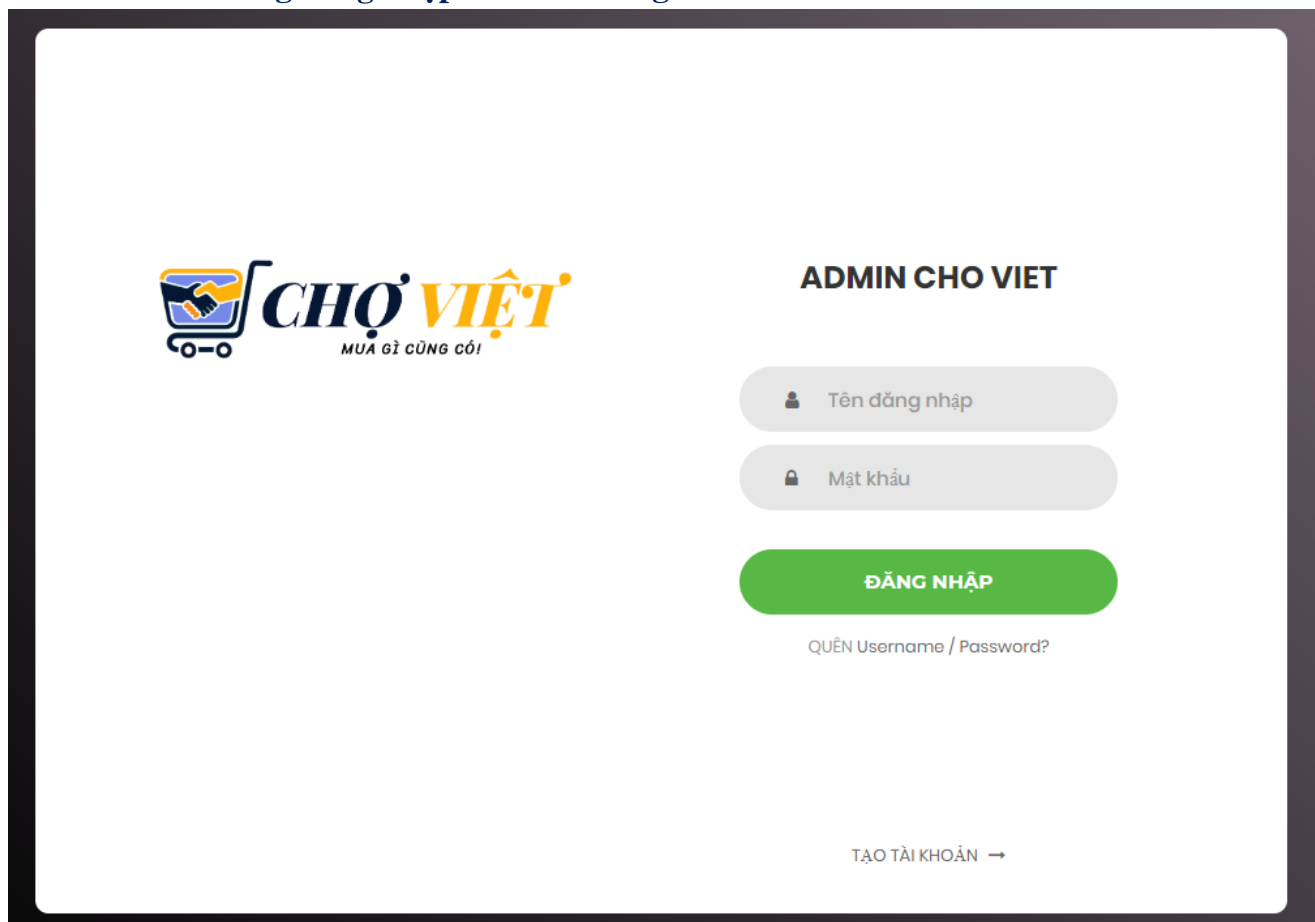 CHỢ VIỆT
MUA GÌ CŨNG CÓ!
ADMIN CHO VIET
Tên đăng nhập
Mật khẩu
ĐĂNG NHẬP
QUÊN Username / Password?
TẠO TÀI KHOẢN →